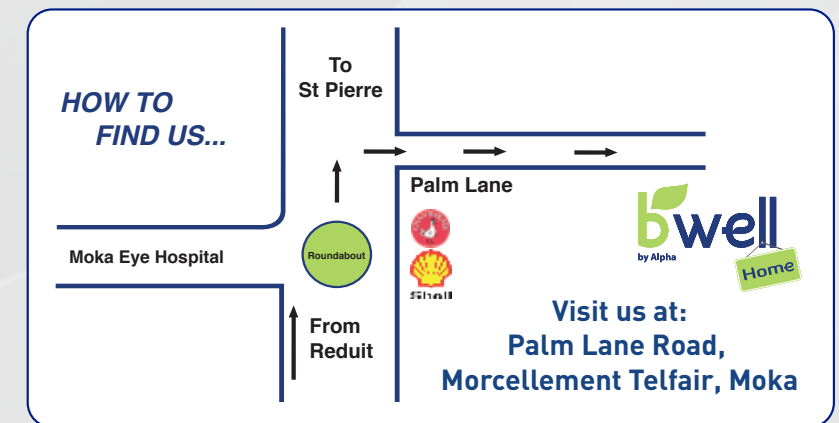 HOW TO
FIND US...
To
St Pierre
Palm Lane
Moka Eye Hospital
Roundabout
Shell
From
Reduit
bwell
by Alpha
Home
Visit us at:
Palm Lane Road,
Morcellement Telfair, Moka